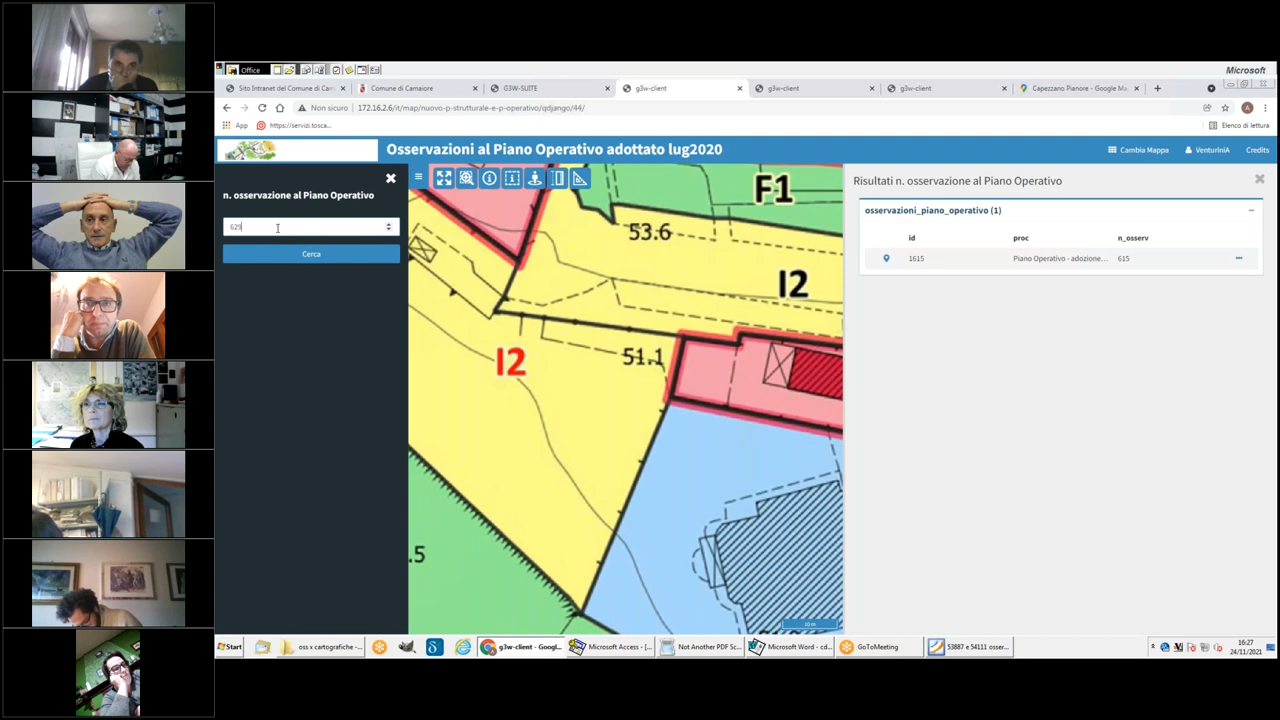 Office
Microsoft
Sito Intranet del Comune di Cam
Comune di Camaiore
G3W-SUITE
g3w-client
g3w-client
g3w-client
Capezzano Pianore - Google Ma
Non sicuro
172.16.2.6/it/map/nuovo-p-strutturale-e-p-operativo/qdjango/44/
App
https://servizi.tosca...
Elenco di lettura
Osservazioni al Piano Operativo adottato lug2020
Cambia Mappa
VenturiniA
Credits
n. osservazione al Piano Operativo
629
Cerca
F1
53.6
I2
I2
51.1
.5
10 m
Risultati n. osservazione al Piano Operativo
osservazioni_piano_operativo (1)
id proc n_osserv
1615 Piano Operativo - adozione... 615
Start
oss x cartografiche -...
g3w-client - Googl...
Microsoft Access - [...
Not Another PDF Sc...
Microsoft Word - cd...
GoToMeeting
53887 e 54111 osser...
16:27
24/11/2021